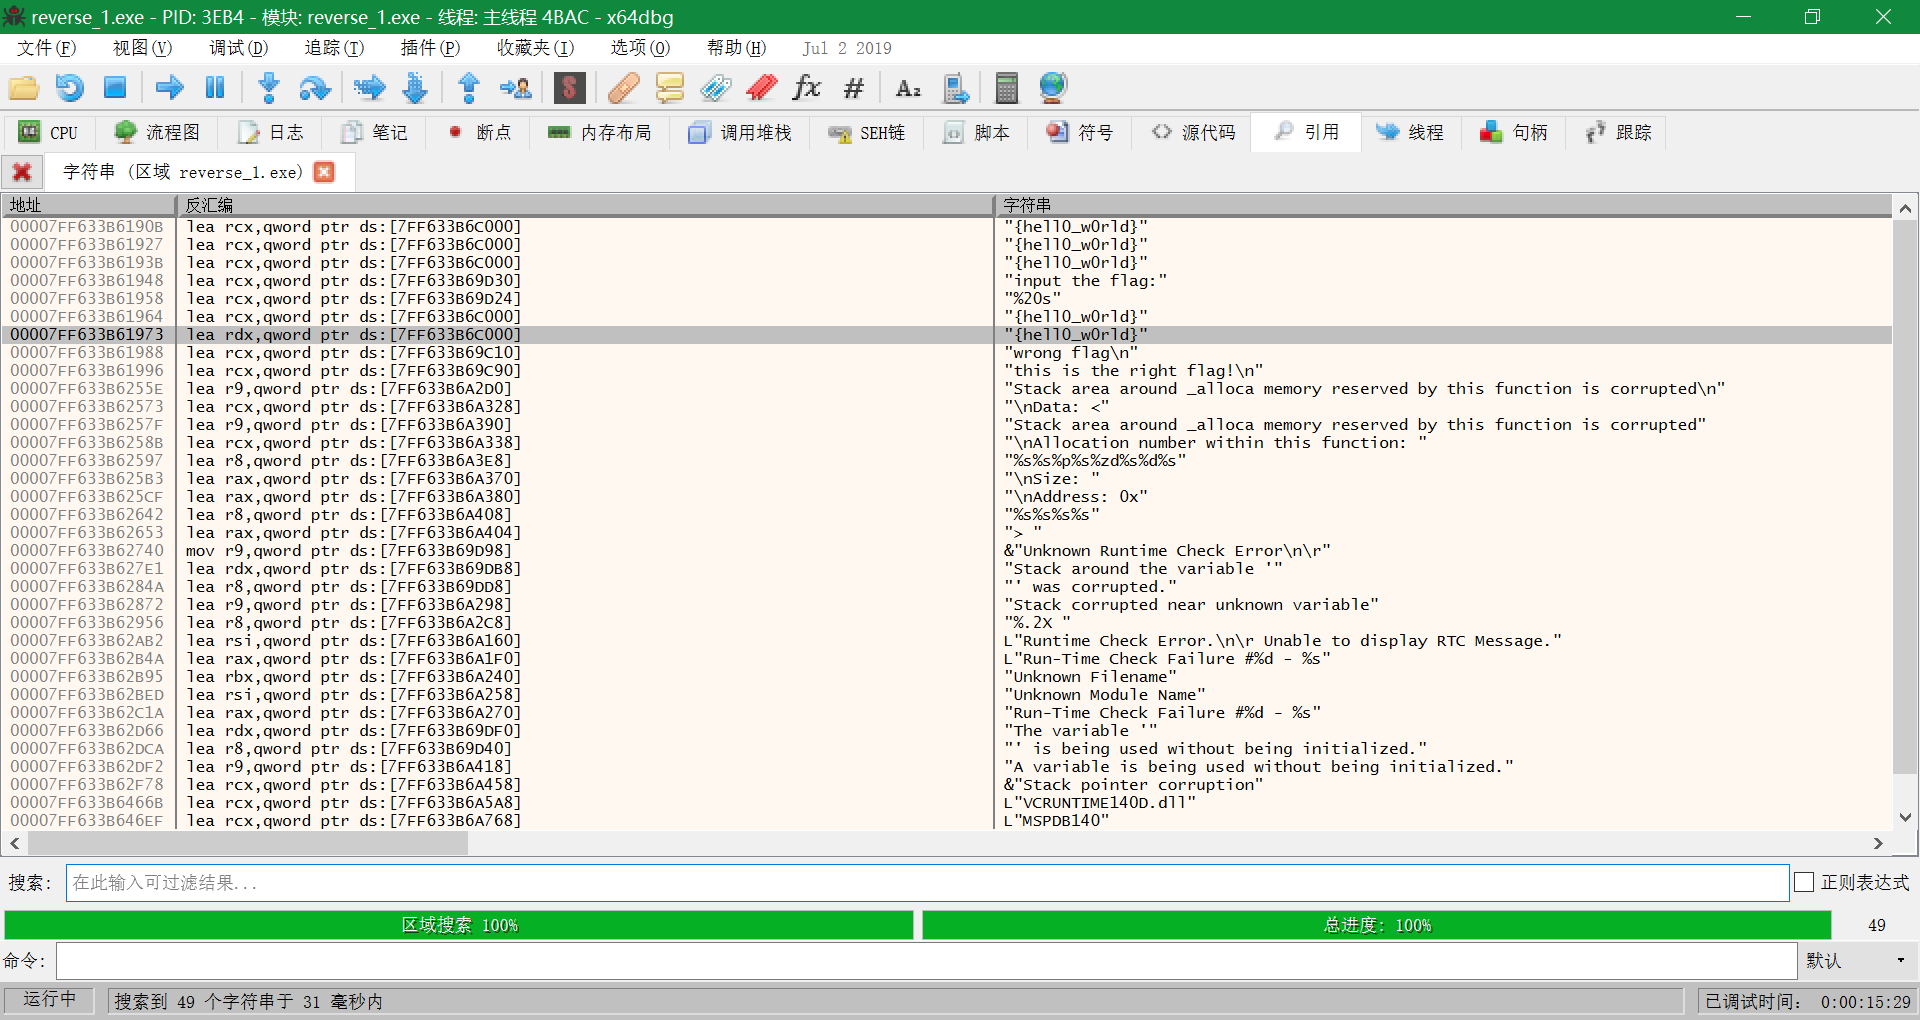 reverse_1.exe - PID: 3EB4 - 模块: reverse_1.exe - 线程: 主线程 4BAC - x64dbg
文件(F) 视图(V) 调试(D) 追踪(T) 插件(P) 收藏夹(I) 选项(O) 帮助(H) Jul 2 2019
CPU 流程图 日志 笔记 断点 内存布局 调用堆栈 SEH链 脚本 符号 源代码 引用 线程 句柄 跟踪
字符串 (区域 reverse_1.exe)
地址 反汇编 字符串
00007FF633B6190B lea rcx,qword ptr ds:[7FF633B6C000] "{hell0_w0rld}"
00007FF633B61927 lea rcx,qword ptr ds:[7FF633B6C000] "{hell0_w0rld}"
00007FF633B6193B lea rcx,qword ptr ds:[7FF633B6C000] "{hell0_w0rld}"
00007FF633B61948 lea rcx,qword ptr ds:[7FF633B69D30] "input the flag:"
00007FF633B61958 lea rcx,qword ptr ds:[7FF633B69D24] "%20s"
00007FF633B61964 lea rcx,qword ptr ds:[7FF633B6C000] "{hell0_w0rld}"
00007FF633B61973 lea rdx,qword ptr ds:[7FF633B6C000] "{hell0_w0rld}"
00007FF633B61988 lea rcx,qword ptr ds:[7FF633B69C10] "wrong flag\n"
00007FF633B61996 lea rcx,qword ptr ds:[7FF633B69C90] "this is the right flag!\n"
00007FF633B6255E lea r9,qword ptr ds:[7FF633B6A2D0] "Stack area around _alloca memory reserved by this function is corrupted\n"
00007FF633B62573 lea rcx,qword ptr ds:[7FF633B6A328] "\nData: <"
00007FF633B6257F lea r9,qword ptr ds:[7FF633B6A390] "Stack area around _alloca memory reserved by this function is corrupted"
00007FF633B6258B lea rcx,qword ptr ds:[7FF633B6A338] "\nAllocation number within this function: "
00007FF633B62597 lea r8,qword ptr ds:[7FF633B6A3E8] "%s%s%p%s%zd%s%d%s"
00007FF633B625B3 lea rax,qword ptr ds:[7FF633B6A370] "\nSize: "
00007FF633B625CF lea rax,qword ptr ds:[7FF633B6A380] "\nAddress: 0x"
00007FF633B62642 lea r8,qword ptr ds:[7FF633B6A408] "%s%s%s%s"
00007FF633B62653 lea rax,qword ptr ds:[7FF633B6A404] "> "
00007FF633B62740 mov r9,qword ptr ds:[7FF633B69D98] &"Unknown Runtime Check Error\n\r"
00007FF633B627E1 lea rdx,qword ptr ds:[7FF633B69DB8] "Stack around the variable '"
00007FF633B6284A lea r8,qword ptr ds:[7FF633B69DD8] "' was corrupted."
00007FF633B62872 lea r9,qword ptr ds:[7FF633B6A298] "Stack corrupted near unknown variable"
00007FF633B62956 lea r8,qword ptr ds:[7FF633B6A2C8] "%.2X "
00007FF633B62AB2 lea rsi,qword ptr ds:[7FF633B6A160] L"Runtime Check Error.\n\r Unable to display RTC Message."
00007FF633B62B4A lea rax,qword ptr ds:[7FF633B6A1F0] L"Run-Time Check Failure #%d - %s"
00007FF633B62B95 lea rbx,qword ptr ds:[7FF633B6A240] "Unknown Filename"
00007FF633B62BED lea rsi,qword ptr ds:[7FF633B6A258] "Unknown Module Name"
00007FF633B62C1A lea rax,qword ptr ds:[7FF633B6A270] "Run-Time Check Failure #%d - %s"
00007FF633B62D66 lea rdx,qword ptr ds:[7FF633B69DF0] "The variable '"
00007FF633B62DCA lea r8,qword ptr ds:[7FF633B69D40] "' is being used without being initialized."
00007FF633B62DF2 lea r9,qword ptr ds:[7FF633B6A418] "A variable is being used without being initialized."
00007FF633B62F78 lea rcx,qword ptr ds:[7FF633B6A458] &"Stack pointer corruption"
00007FF633B6466B lea rcx,qword ptr ds:[7FF633B6A5A8] L"VCRUNTIME140D.dll"
00007FF633B646EF lea rcx,qword ptr ds:[7FF633B6A768] L"MSPDB140"
搜索: 在此输入可过滤结果... 正则表达式
区域搜索 100% 总进度: 100% 49
命令: 默认
运行中 搜索到 49 个字符串于 31 毫秒内 已调试时间: 0:00:15:29